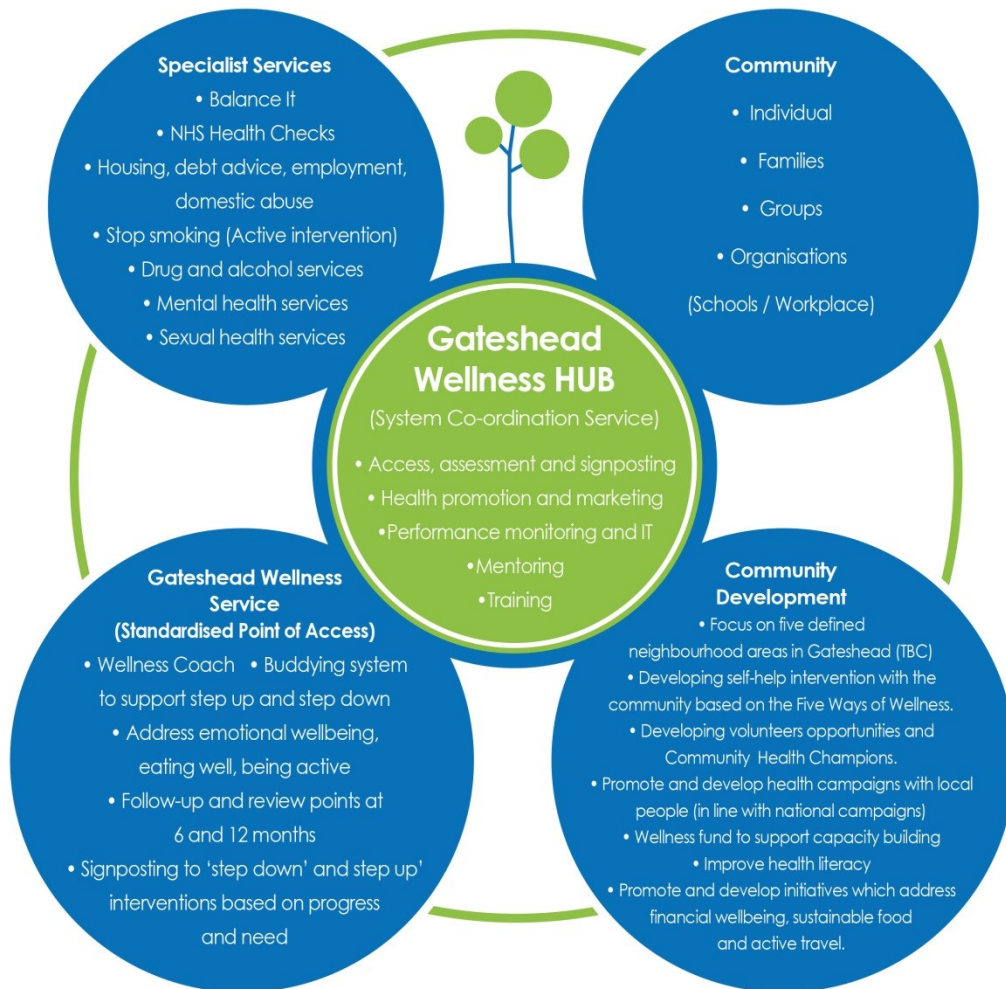 Specialist Services
• Balance It
• NHS Health Checks
• Housing, debt advice, employment,
domestic abuse
• Stop smoking (Active intervention)
• Drug and alcohol services
• Mental health services
• Sexual health services
Community
• Individual
• Families
• Groups
• Organisations
(Schools / Workplace)
Gateshead
Wellness HUB
(System Co-ordination Service)
• Access, assessment and signposting
• Health promotion and marketing
•Performance monitoring and IT
•Mentoring
•Training
Gateshead Wellness
Service
(Standardised Point of Access)
• Wellness Coach • Buddying system
to support step up and step down
• Address emotional wellbeing,
eating well, being active
• Follow-up and review points at
6 and 12 months
• Signposting to ‘step down’ and step up’
interventions based on progress
and need
Community
Development
• Focus on five defined
neighbourhood areas in Gateshead (TBC)
• Developing self-help intervention with the
community based on the Five Ways of Wellness.
• Developing volunteers opportunities and
Community Health Champions.
• Promote and develop health campaigns with local
people (in line with national campaigns)
• Wellness fund to support capacity building
• Improve health literacy
• Promote and develop initiatives which address
financial wellbeing, sustainable food
and active travel.